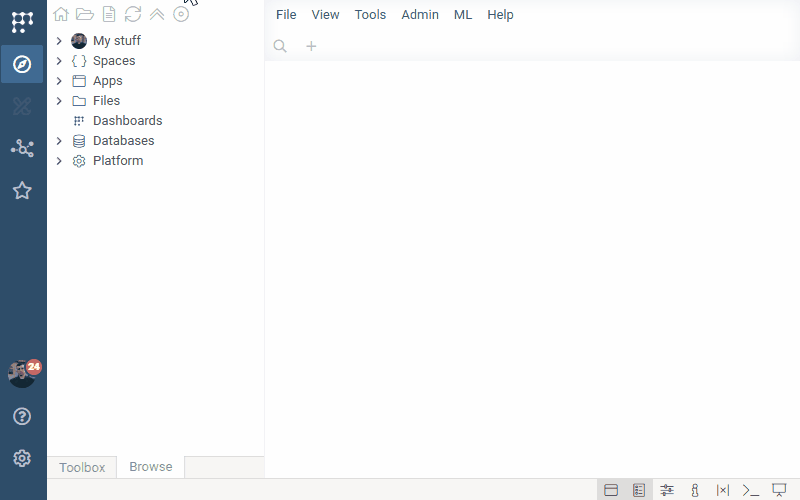 File View Tools Admin ML Help
My stuff
Spaces
Apps
Files
Dashboards
Databases
Platform
24
Toolbox Browse